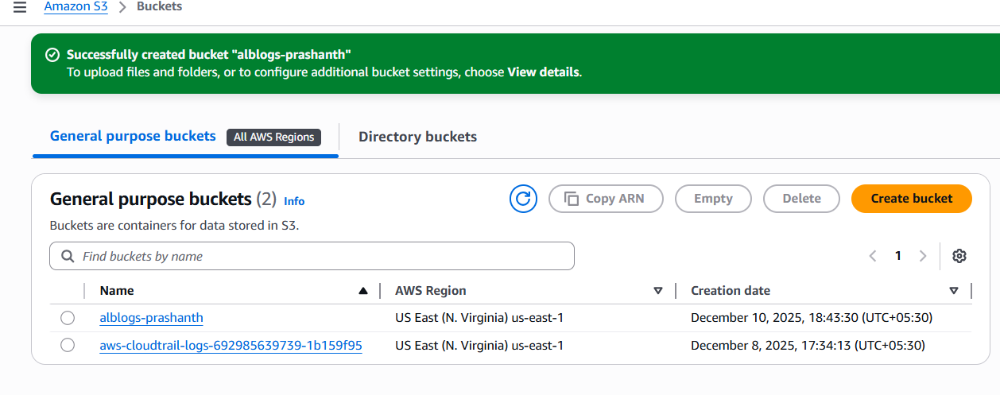 Amazon S3 > Buckets
Successfully created bucket "alblogs-prashanth"
To upload files and folders, or to configure additional bucket settings, choose View details.
General purpose buckets All AWS Regions Directory buckets
General purpose buckets (2) Info Copy ARN Empty Delete Create bucket
Buckets are containers for data stored in S3.
Find buckets by name 1
Name AWS Region Creation date
alblogs-prashanth US East (N. Virginia) us-east-1 December 10, 2025, 18:43:30 (UTC+05:30)
aws-cloudtrail-logs-692985639739-1b159f95 US East (N. Virginia) us-east-1 December 8, 2025, 17:34:13 (UTC+05:30)